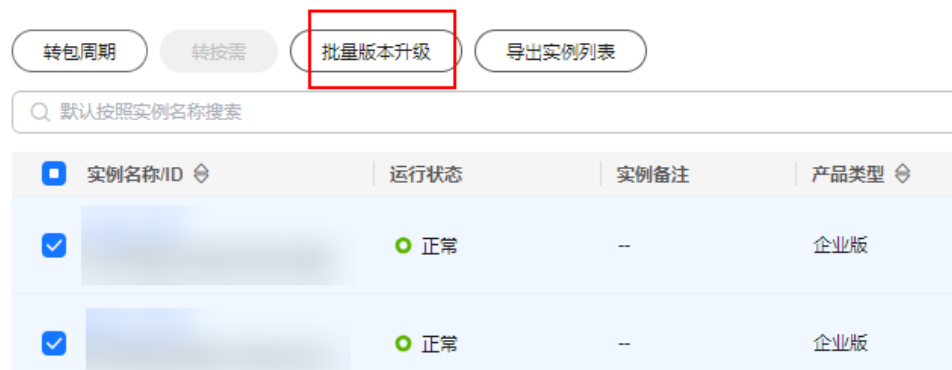 转包周期 转按需 批量版本升级 导出实例列表
默认按照实例名称搜索
实例名称/ID 运行状态 实例备注 产品类型
正常 -- 企业版
正常 -- 企业版